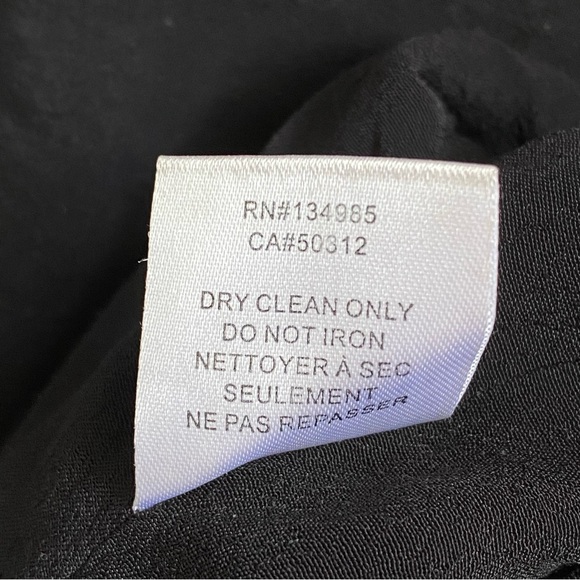 RN#134985
CA#50312
DRY CLEAN ONLY
DO NOT IRON
NETTOYER À SEC
SEULEMENT
NE PAS REPASSER